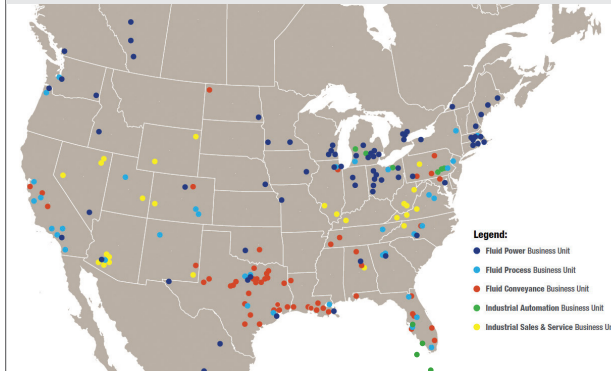 Legend:
Fluid Power Business Unit
Fluid Process Business Unit
Fluid Conveyance Business Unit
Industrial Automation Business Unit
Industrial Sales & Service Business Un